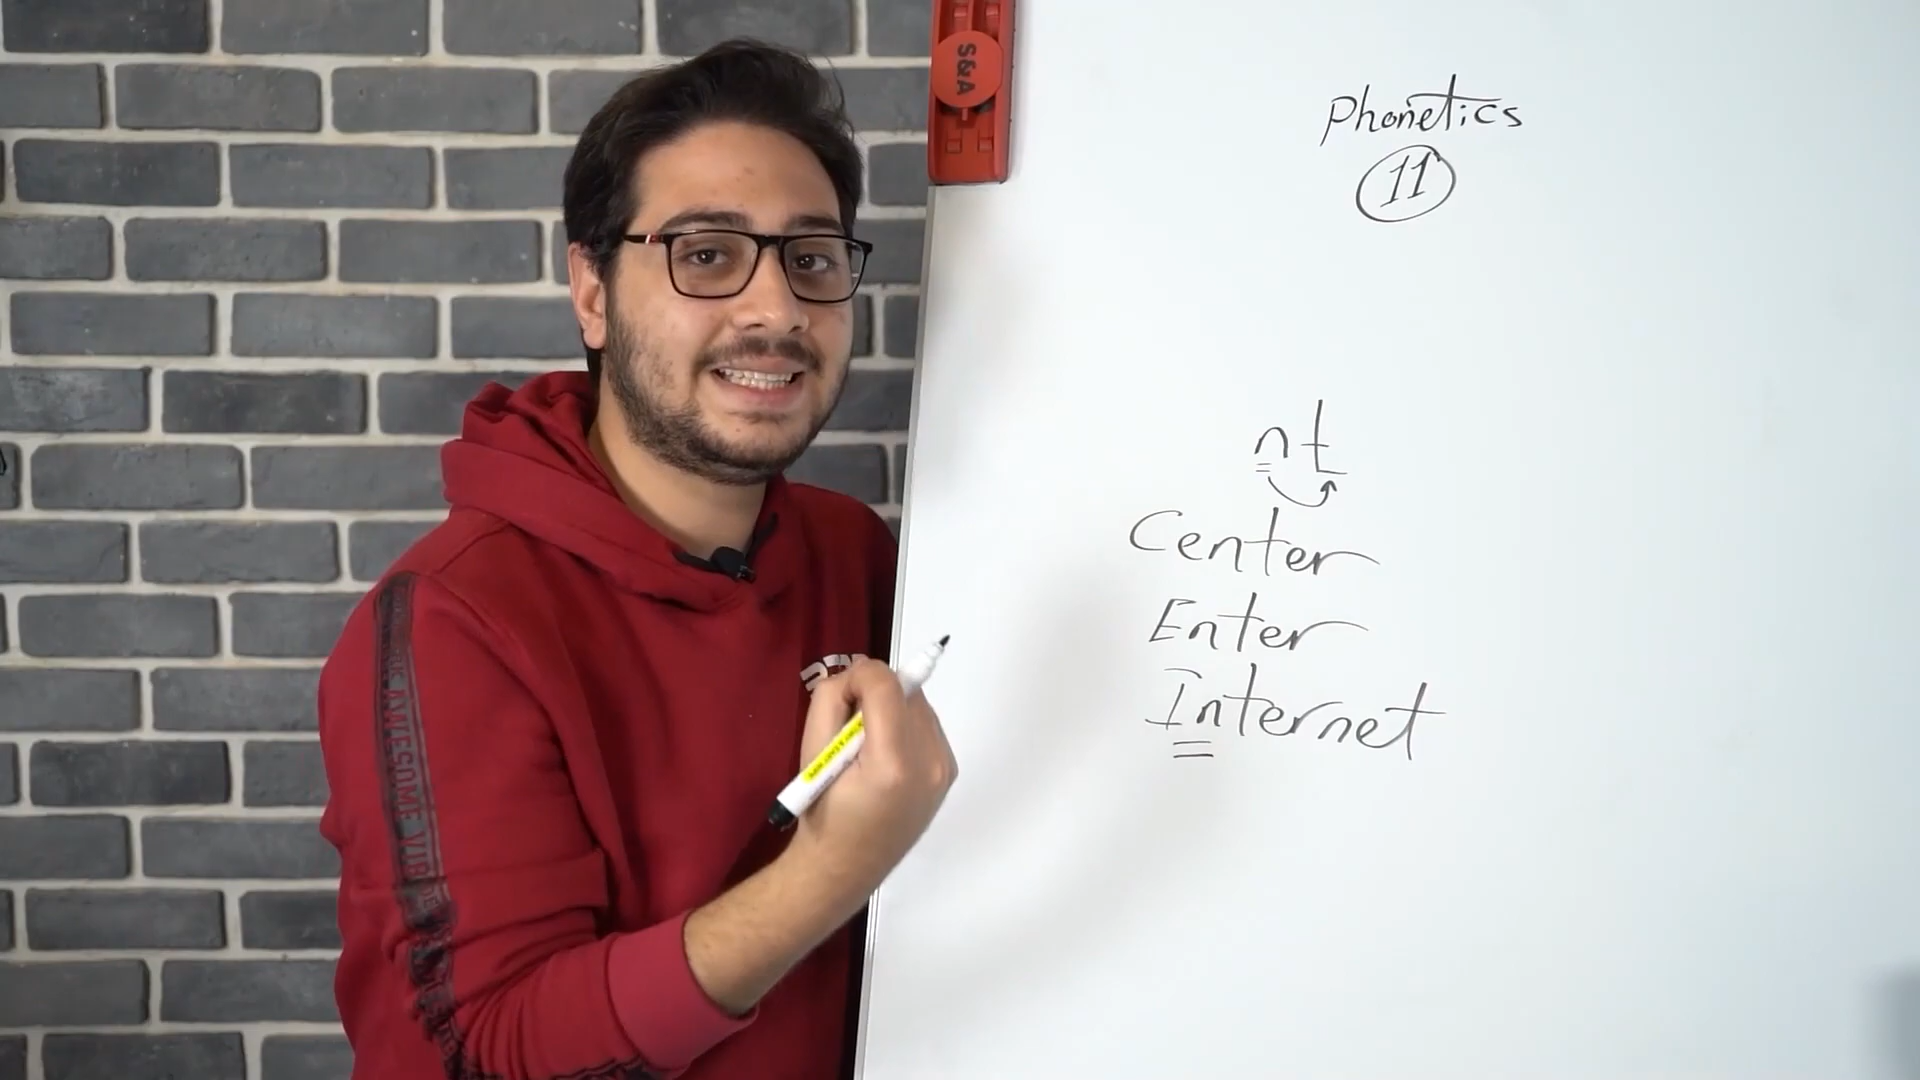 S&A
Phonetics
11
nt
Center
Enter
Internet
AWESOME VIBE